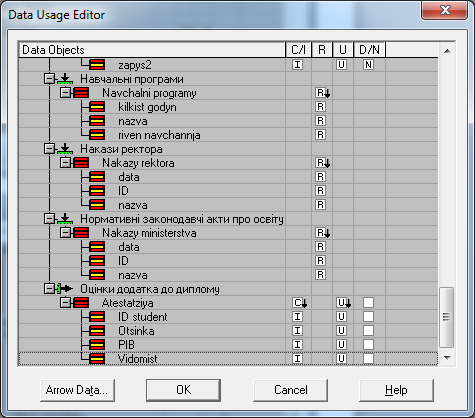 Data Usage Editor
Data Objects C/I R U D/N
zapys2 I U N
Навчальні програми
Navchalni programy R
kilkist godyn R
nazva R
riven navchannja R
Накази ректора
Nakazy rektora R
data R
ID R
nazva R
Нормативні законодавчі акти про освіту
Nakazy ministerstva R
data R
ID R
nazva R
Оцінки додатка до диплому
Atestatziya C U
ID student I U
Otsinka I U
PIB I U
Vidomist I U
Arrow Data... OK Cancel Help